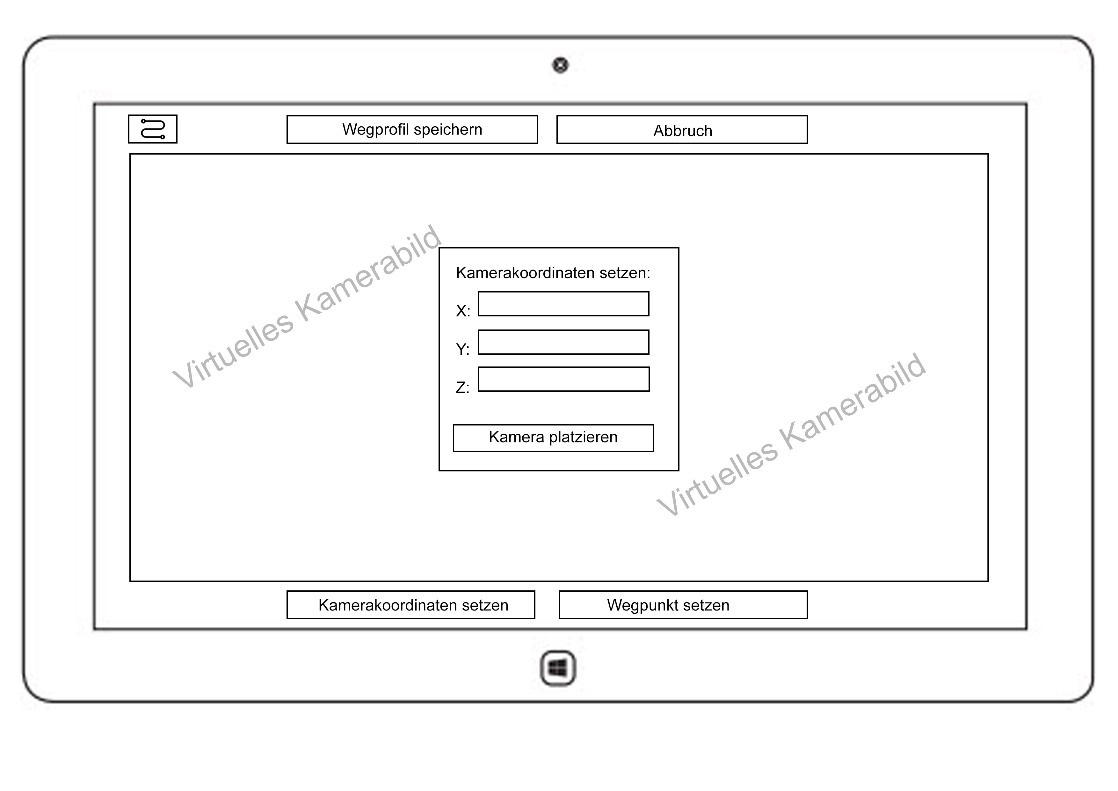 Wegprofil speichern
Abbruch
Virtuelles Kamerabild
Kamerakoordinaten setzen:
X:
Y:
Z:
Kamera platzieren
Virtuelles Kamerabild
Kamerakoordinaten setzen
Wegpunkt setzen